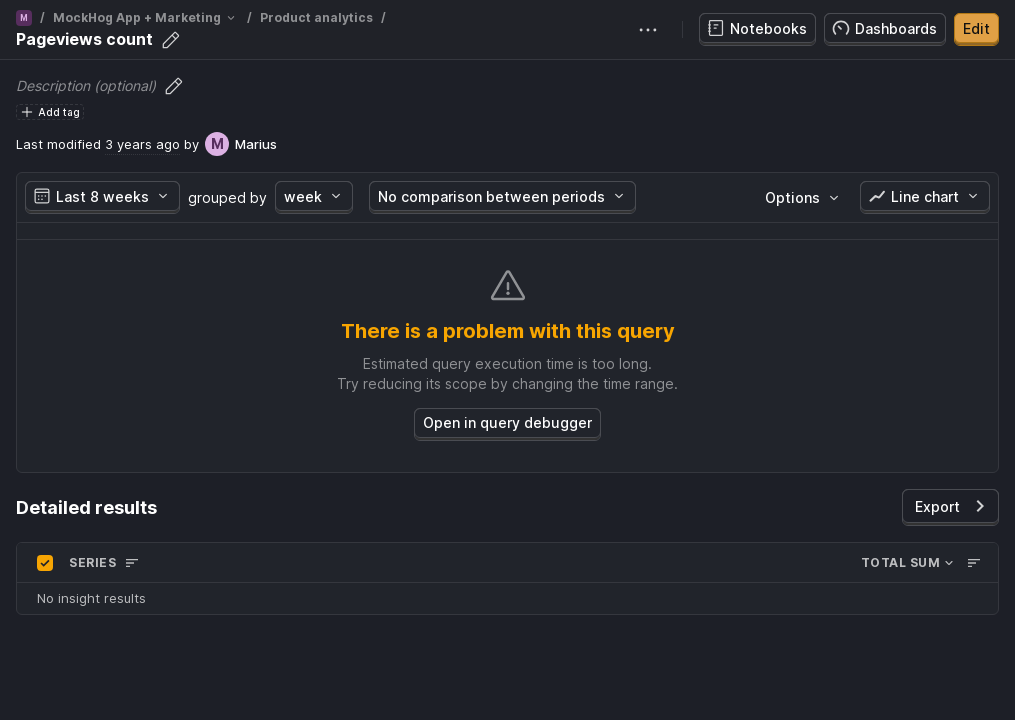 M / MockHog App + Marketing / Product analytics /
Pageviews count
Notebooks
Dashboards
Edit
Description (optional)
Add tag
Last modified 3 years ago by M Marius
Last 8 weeks
grouped by
week
No comparison between periods
Options
Line chart
There is a problem with this query
Estimated query execution time is too long.
Try reducing its scope by changing the time range.
Open in query debugger
Detailed results
Export
SERIES
TOTAL SUM
No insight results